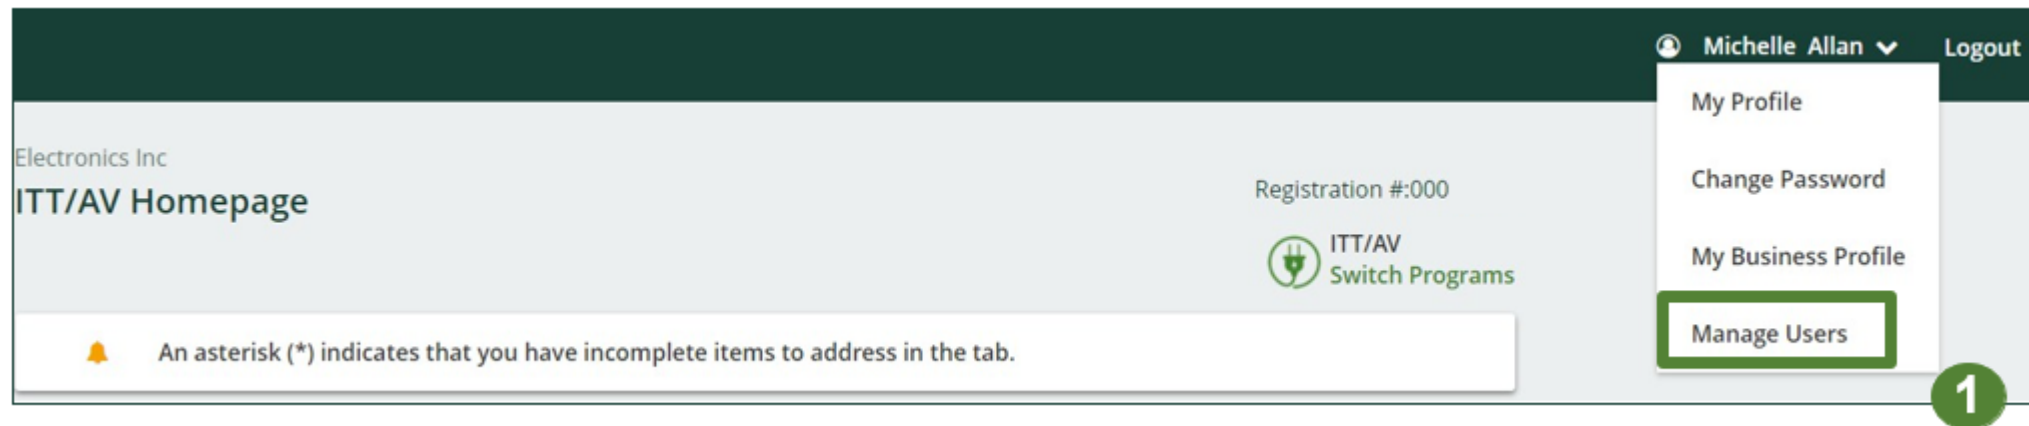 Michelle Allan Logout
My Profile
Change Password
My Business Profile
Manage Users
1
Electronics Inc
ITT/AV Homepage
Registration #:000
ITT/AV
Switch Programs
An asterisk (*) indicates that you have incomplete items to address in the tab.